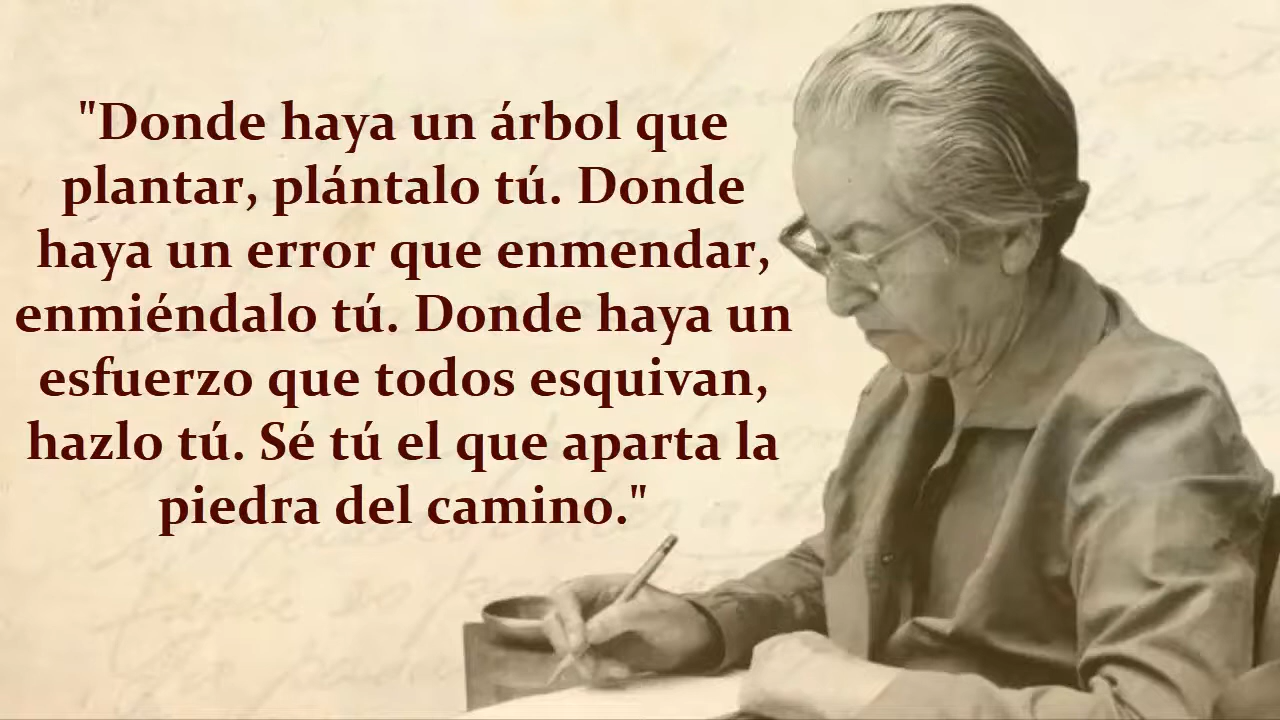 "Donde haya un árbol que
plantar, plántalo tú. Donde
haya un error que enmendar,
enmiéndalo tú. Donde haya un
esfuerzo que todos esquivan,
hazlo tú. Sé tú el que aparta la
piedra del camino."